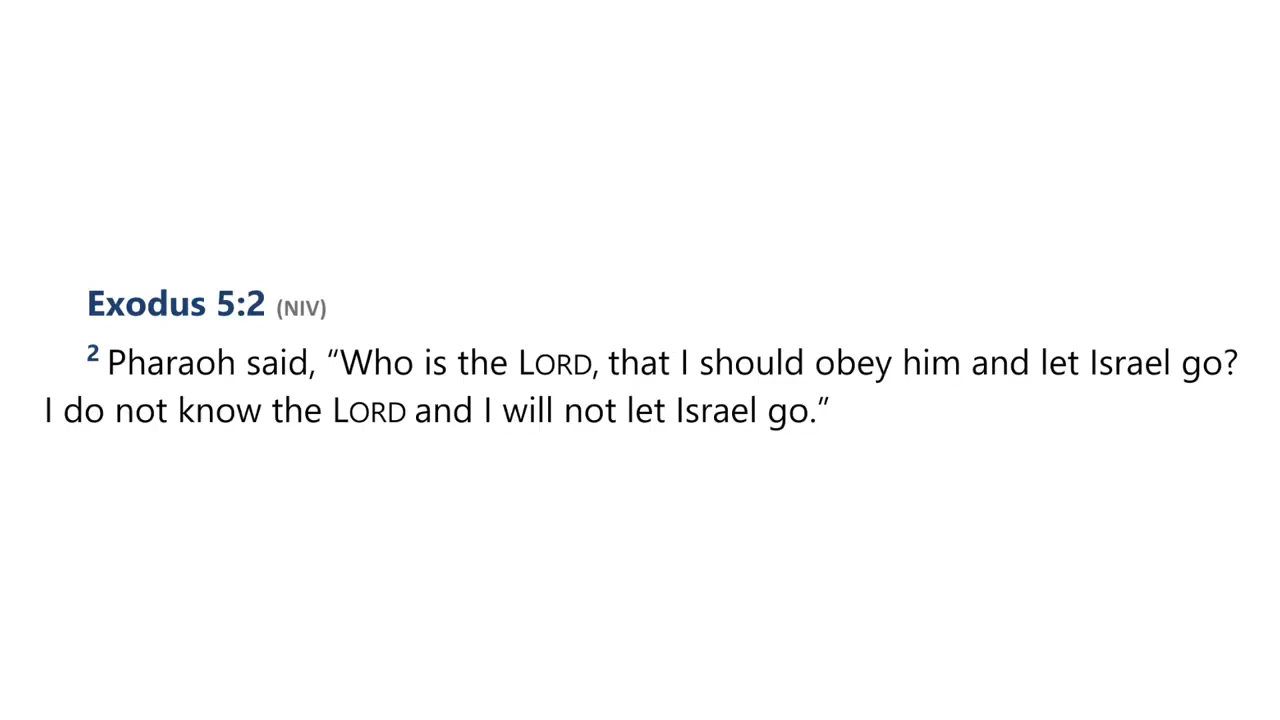 Exodus 5:2 (NIV)
2 Pharaoh said, “Who is the LORD, that I should obey him and let Israel go?
I do not know the LORD and I will not let Israel go.”